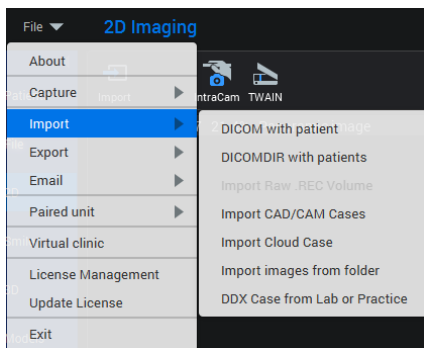 File
2D Imaging
About
Capture
Import
IntraCam
TWAIN
Import
DICOM with patient
Export
DICOMDIR with patients
Email
Import Raw .REC Volume
Paired unit
Import CAD/CAM Cases
Virtual clinic
Import Cloud Case
License Management
Import images from folder
Update License
DDX Case from Lab or Practice
Exit